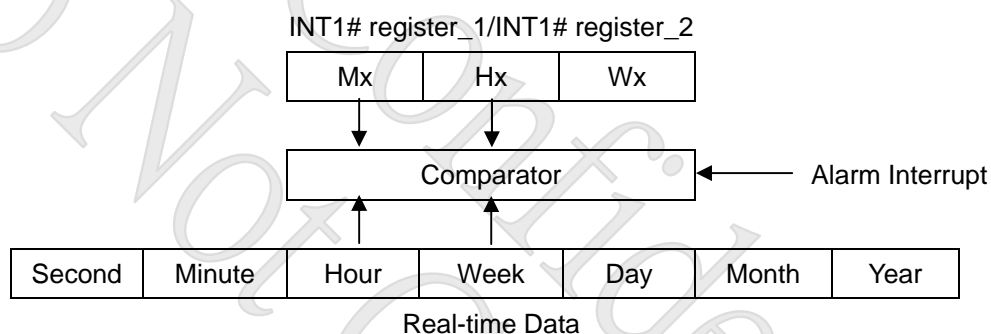 INT1# register_1/INT1# register_2
Mx Hx Wx
Comparator
Alarm Interrupt
Second Minute Hour Week Day Month Year
Real-time Data